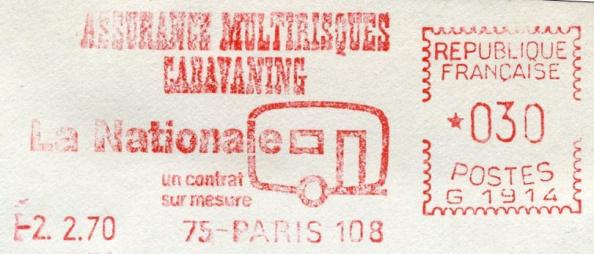 ASSURANCE MULTIRISQUES
CARAVANING
La Nationale
un contrat
sur mesure
-2. 2.70
75-PARIS 108
REPUBLIQUE
FRANÇAISE
*030
POSTES
G 1914